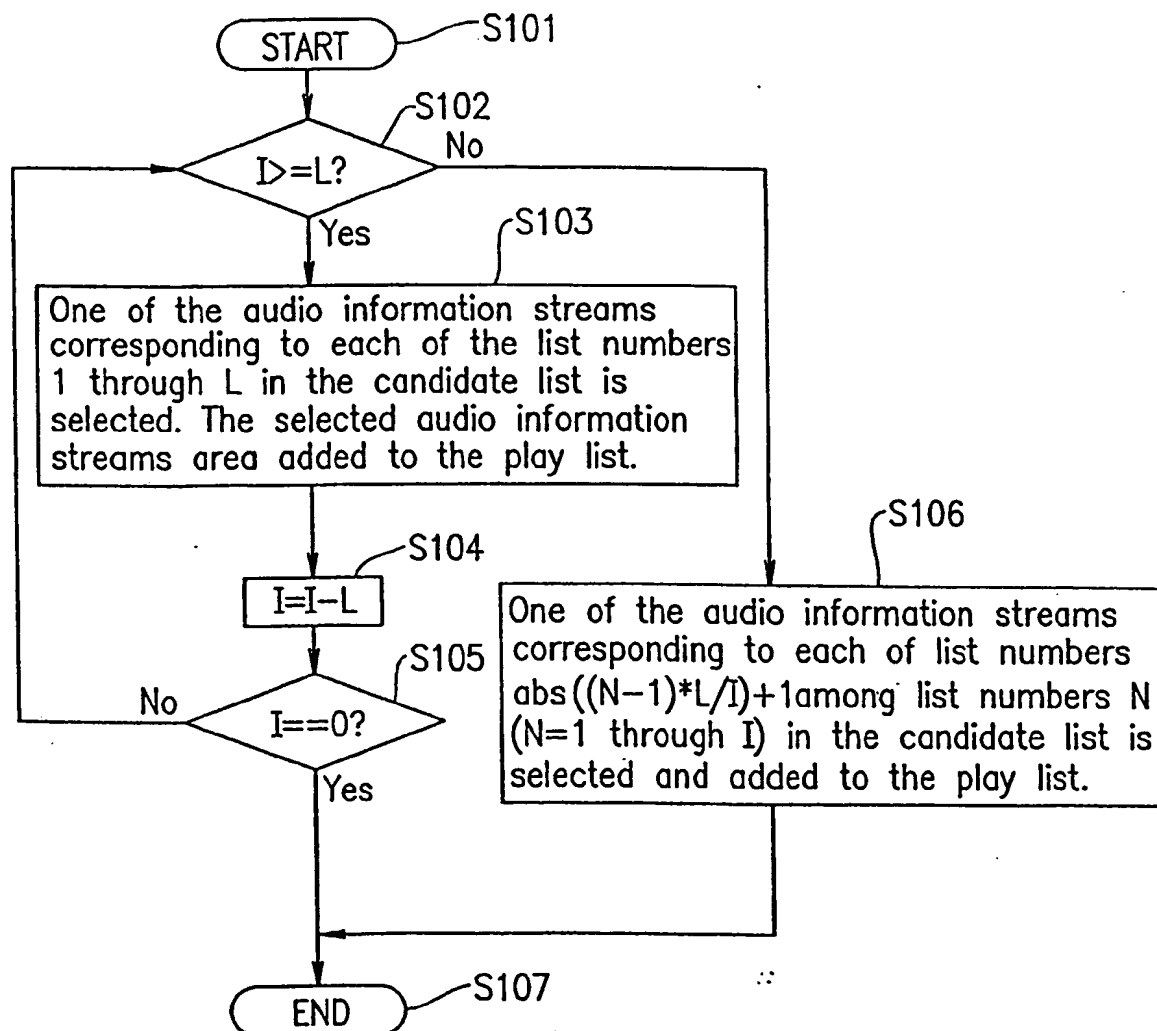 START
S101
S102
I>=L?
No
Yes
S103
One of the audio information streams
corresponding to each of the list numbers
1 through L in the candidate list is
selected. The selected audio information
streams area added to the play list.
S104
I=I-L
S105
No
I==0?
Yes
S106
One of the audio information streams
corresponding to each of list numbers
abs((N-1)*L/I)+1among list numbers N
(N=1 through I) in the candidate list is
selected and added to the play list.
END
S107